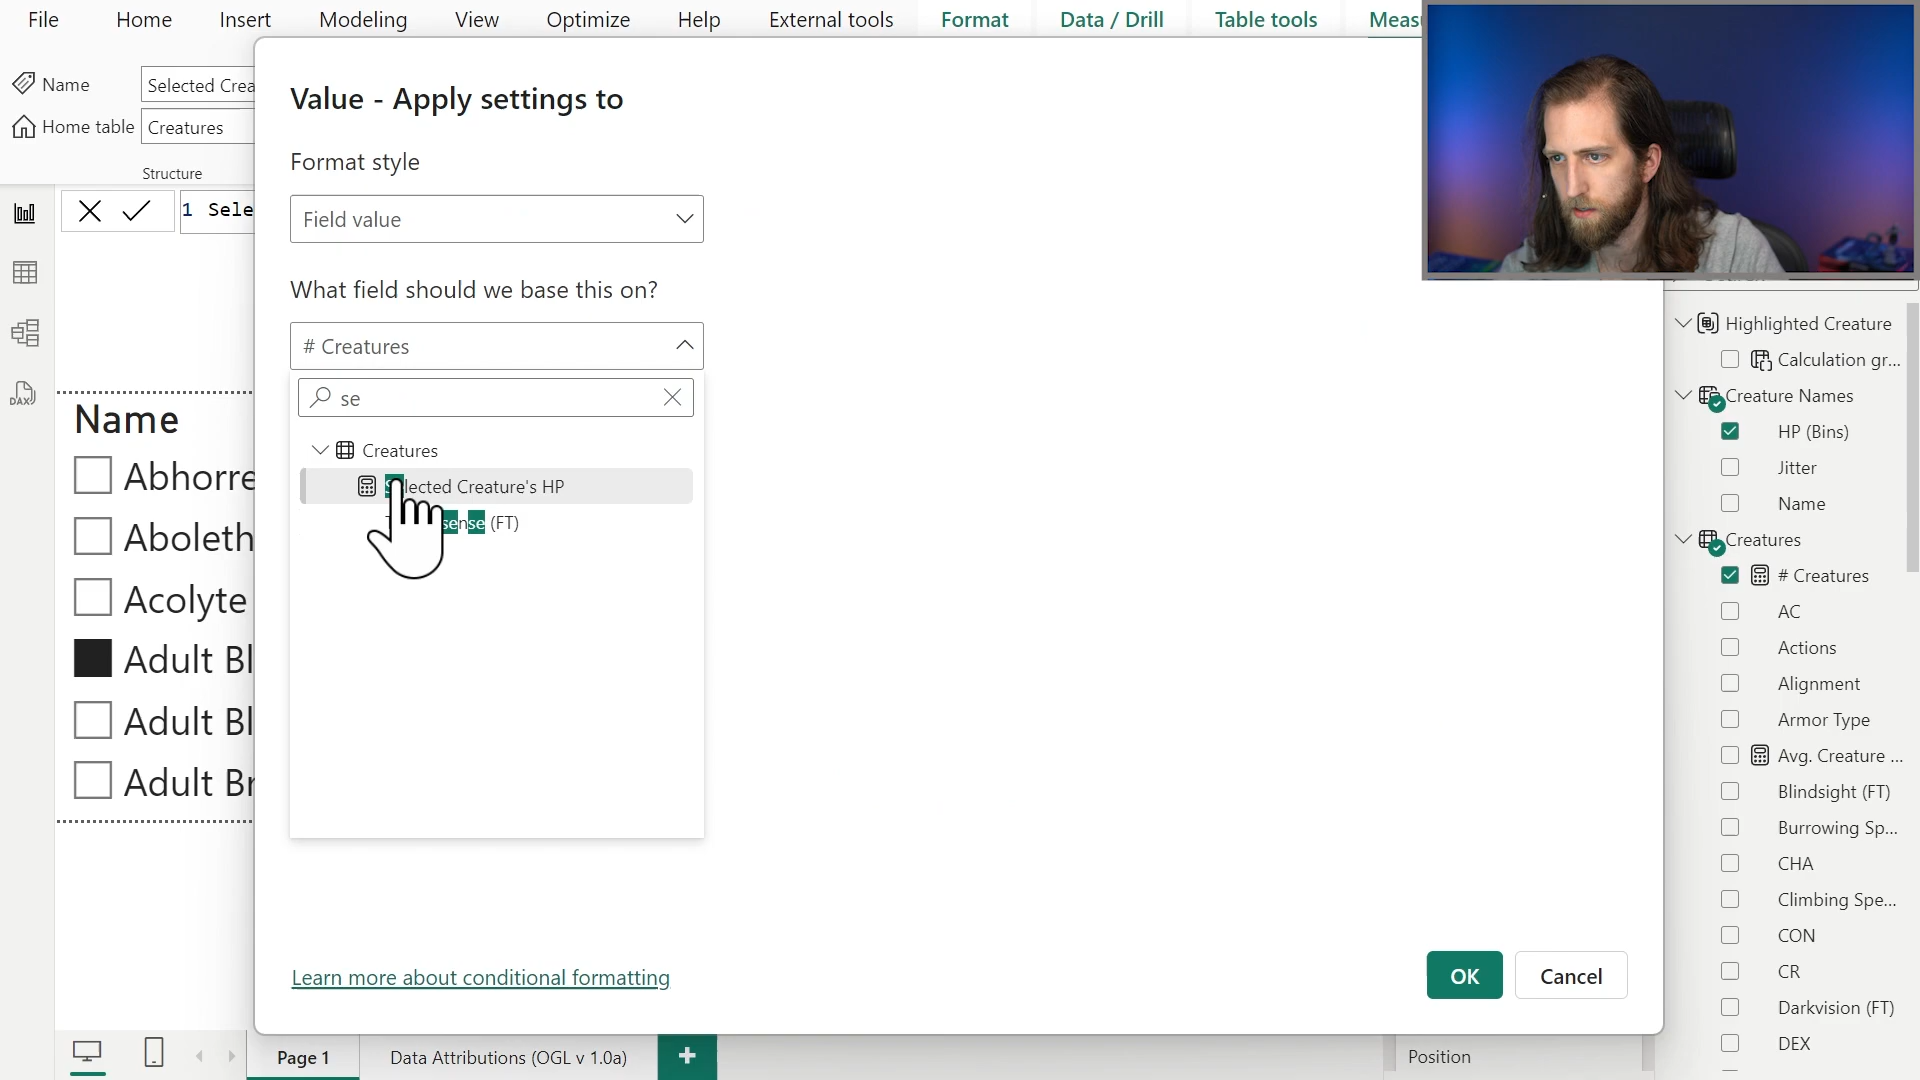 File Home Insert Modeling View Optimize Help External tools Format Data / Drill Table tools
Name Selected Crea
Home table Creatures
Structure
1 Sele
Value - Apply settings to
Format style
Field value
What field should we base this on?
# Creatures
se
Creatures
lected Creature's HP
sense (FT)
Learn more about conditional formatting
OK Cancel
Name
Abhorre
Aboleth
Acolyte
Adult Bl
Adult Bl
Adult Br
DAX
Highlighted Creature
Calculation gr...
Creature Names
HP (Bins)
Jitter
Name
Creatures
# Creatures
AC
Actions
Alignment
Armor Type
Avg. Creature ...
Blindsight (FT)
Burrowing Sp...
CHA
Climbing Spe...
CON
CR
Darkvision (FT)
DEX
Page 1 Data Attributions (OGL v 1.0a) +
Position